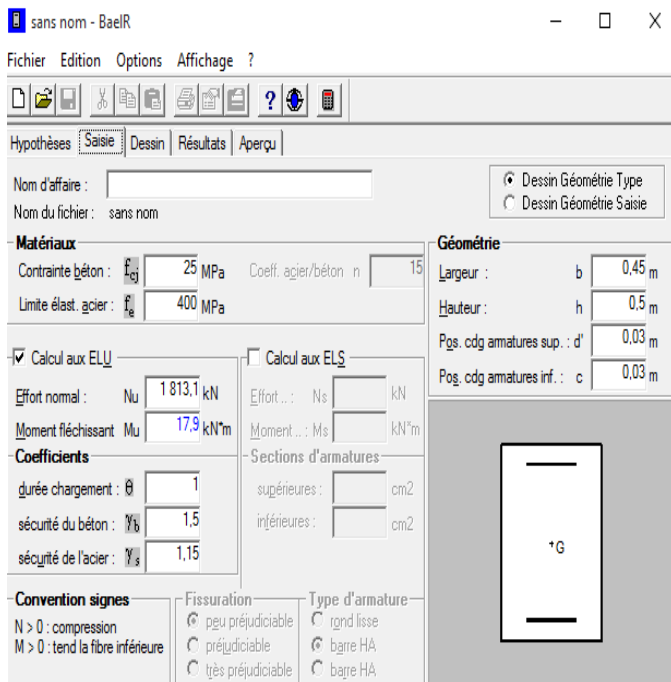 sans nom - BaelR
Fichier Edition Options Affichage ?
Hypothèses Saisie Dessin Résultats Aperçu
Nom d'affaire :
Nom du fichier : sans nom
Dessin Géométrie Type
Dessin Géométrie Saisie
Matériaux
Contrainte béton : fcj 25 MPa Coeff. acier/béton n 15
Limite élast. acier : fe 400 MPa
Géométrie
Largeur : b 0,45 m
Hauteur : h 0,5 m
Pos. cdg armatures sup. : d' 0,03 m
Pos. cdg armatures inf. : c 0,03 m
Calcul aux ELU
Effort normal : Nu 1 813,1 kN
Moment fléchissant Mu 17,9 kN*m
Calcul aux ELS
Effort .. : Ns kN
Moment .. : Ms kN*m
Coefficients
durée chargement : θ 1
sécurité du béton : γb 1,5
sécurité de l'acier : γs 1,15
Sections d'armatures
supérieures : cm2
inférieures : cm2
Convention signes
N > 0 : compression
M > 0 : tend la fibre inférieure
Fissuration
peu préjudiciable
préjudiciable
très préjudiciable
Type d'armature
rond lisse
barre HA
barre HA
+G